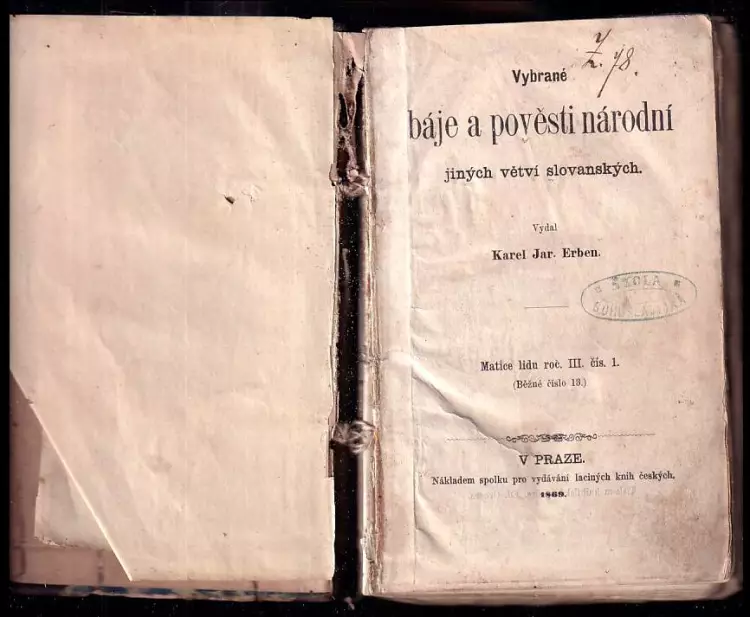 Vybrané
báje a pověsti národní
jiných větví slovanských.
Vydal
Karel Jar. Erben.
ŠKOLA
Matice lidu roč. III. čís. 1.
(Běžné číslo 13.)
V PRAZE.
Nákladem spolku pro vydávání laciných knih českých.
1869.